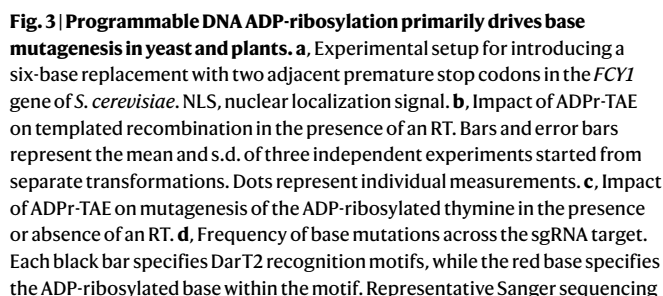 Fig. 3 | Programmable DNA ADP-ribosylation primarily drives base
mutagenesis in yeast and plants. a, Experimental setup for introducing a
six-base replacement with two adjacent premature stop codons in the FCY1
gene of S. cerevisiae. NLS, nuclear localization signal. b, Impact of ADPr-TAE
on templated recombination in the presence of an RT. Bars and error bars
represent the mean and s.d. of three independent experiments started from
separate transformations. Dots represent individual measurements. c, Impact
of ADPr-TAE on mutagenesis of the ADP-ribosylated thymine in the presence
or absence of an RT. d, Frequency of base mutations across the sgRNA target.
Each black bar specifies DarT2 recognition motifs, while the red base specifies
the ADP-ribosylated base within the motif. Representative Sanger sequencing